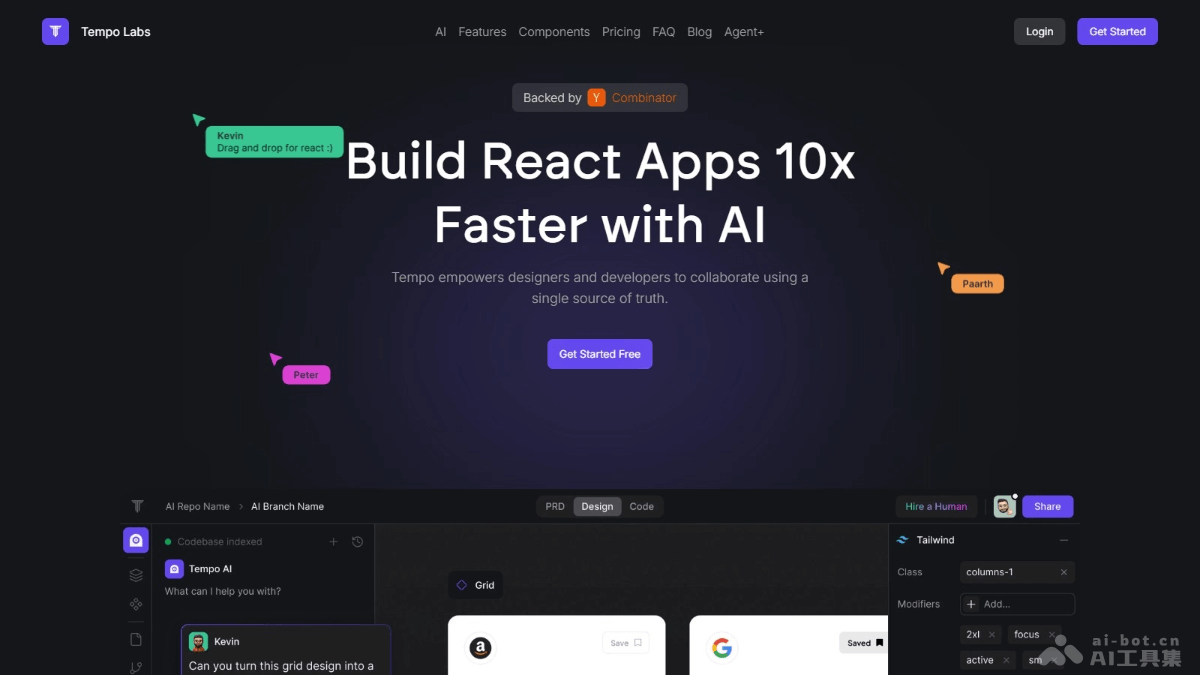 Tempo Labs
AI Features Components Pricing FAQ Blog Agent+
Login
Get Started
Backed by Y Combinator
Kevin
Drag and drop for react :)
Build React Apps 10x
Faster with AI
Tempo empowers designers and developers to collaborate using a
single source of truth.
Paarth
Get Started Free
Peter
AI Repo Name > AI Branch Name
PRD Design Code
Hire a Human
Share
Codebase indexed
Tempo AI
What can I help you with?
Kevin
Can you turn this grid design into a
Grid
a
Save
G
Saved
Tailwind
Class columns-1
Modifiers + Add...
2xl × focus ×
active × sm
ai-bot.cn
AI工具集